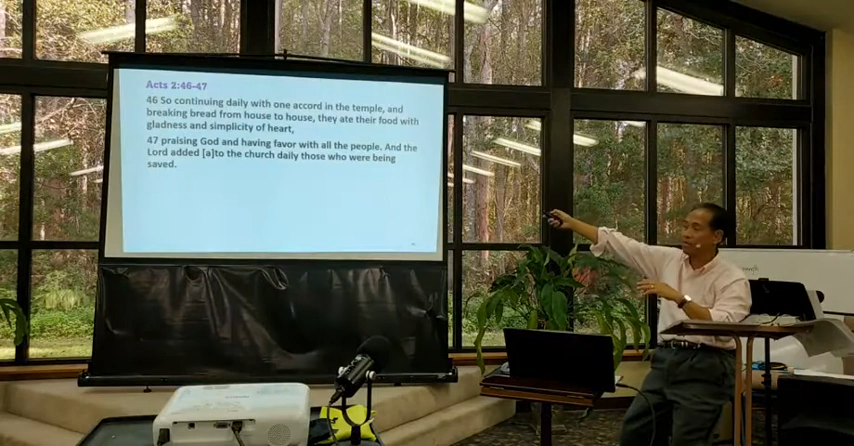 Acts 2:46-47
46 So continuing daily with one accord in the temple, and
breaking bread from house to house, they ate their food with
gladness and simplicity of heart,
47 praising God and having favor with all the people. And the
Lord added [a]to the church daily those who were being
saved.